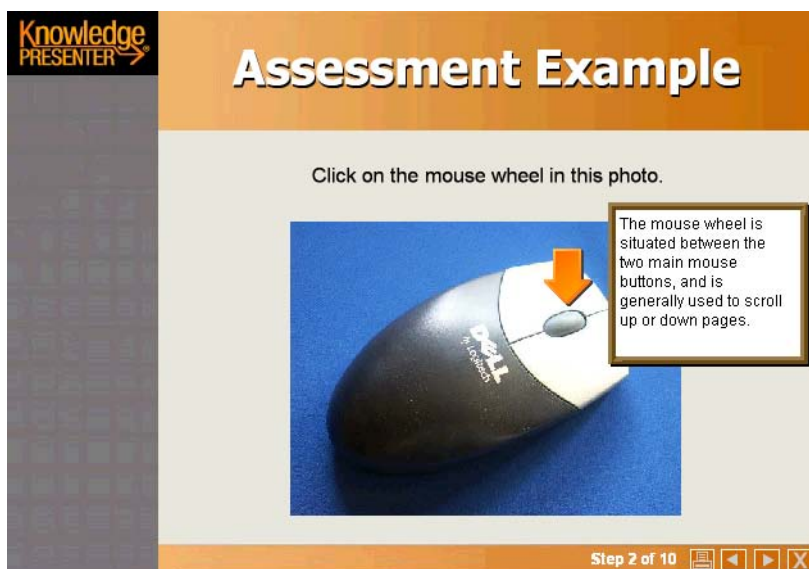 Knowledge
PRESENTER®
Assessment Example
Click on the mouse wheel in this photo.
The mouse wheel is
situated between the
two main mouse
buttons, and is
generally used to scroll
up or down pages.
DELL
by Logitech
Step 2 of 10
X